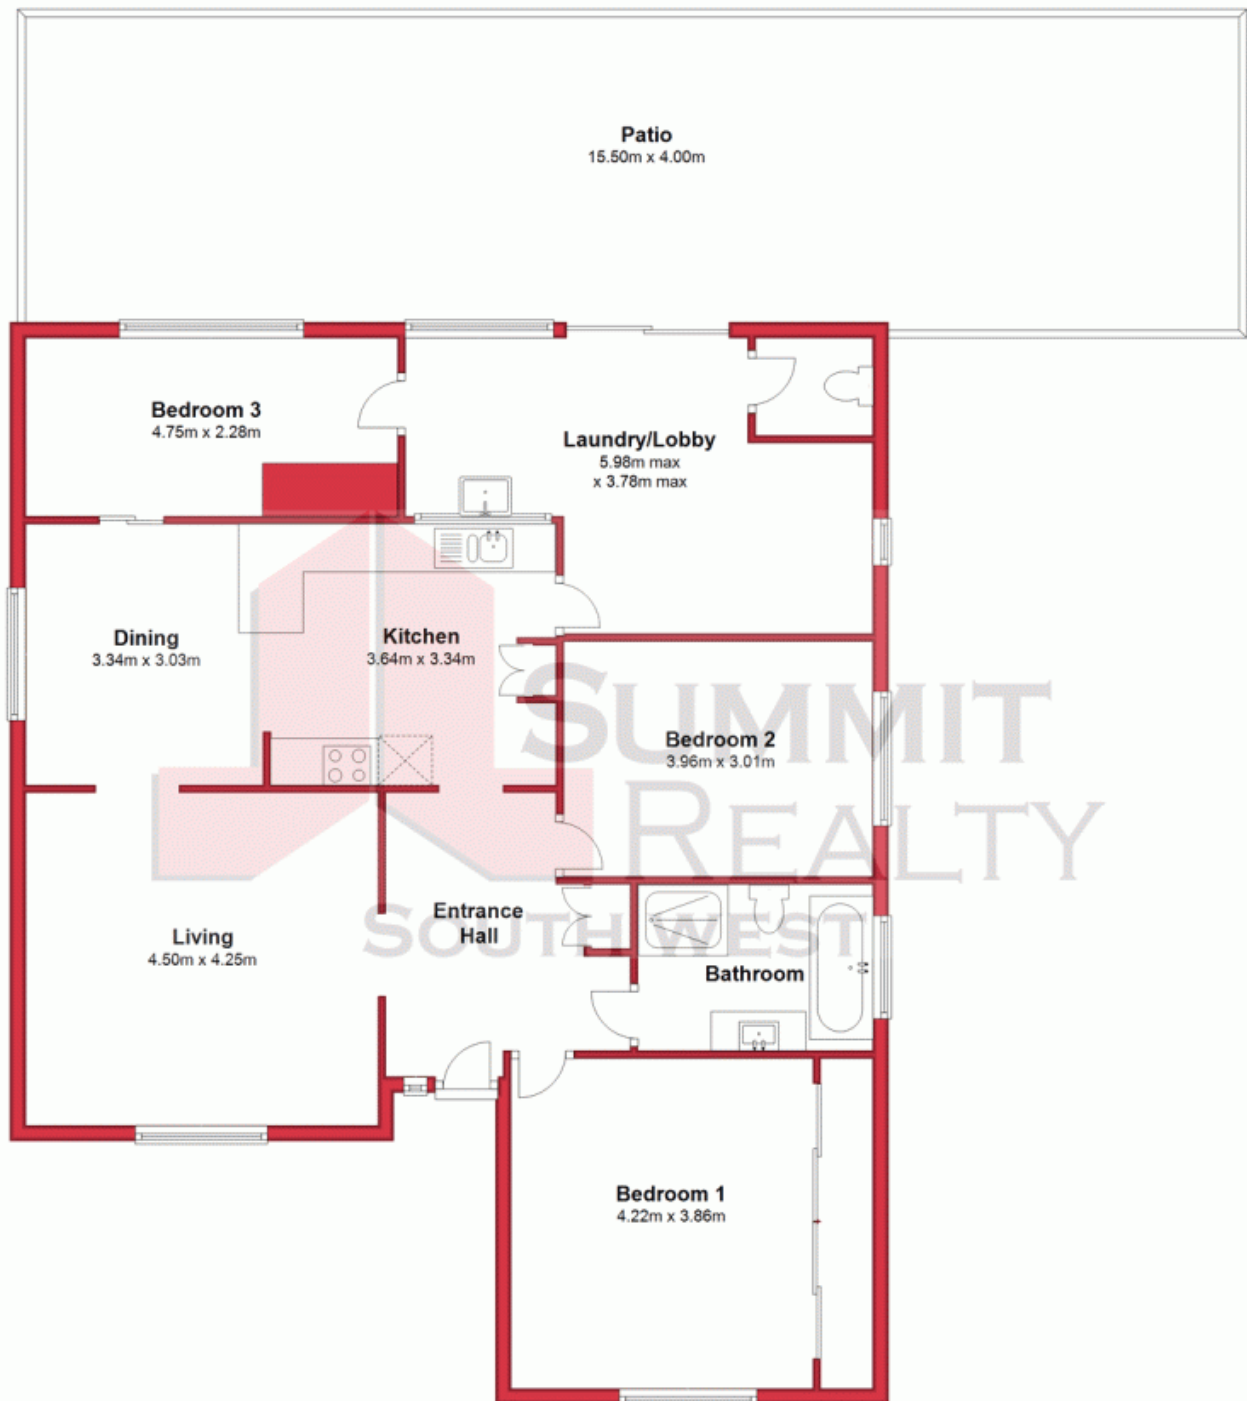 Patio
15.50m x 4.00m
Bedroom 3
4.75m x 2.28m
Laundry/Lobby
5.98m max
x 3.78m max
Dining
3.34m x 3.03m
Kitchen
3.64m x 3.34m
SUMMIT
REALTY
SOUTH WEST
Bedroom 2
3.96m x 3.01m
Entrance
Hall
Living
4.50m x 4.25m
Bathroom
Bedroom 1
4.22m x 3.86m